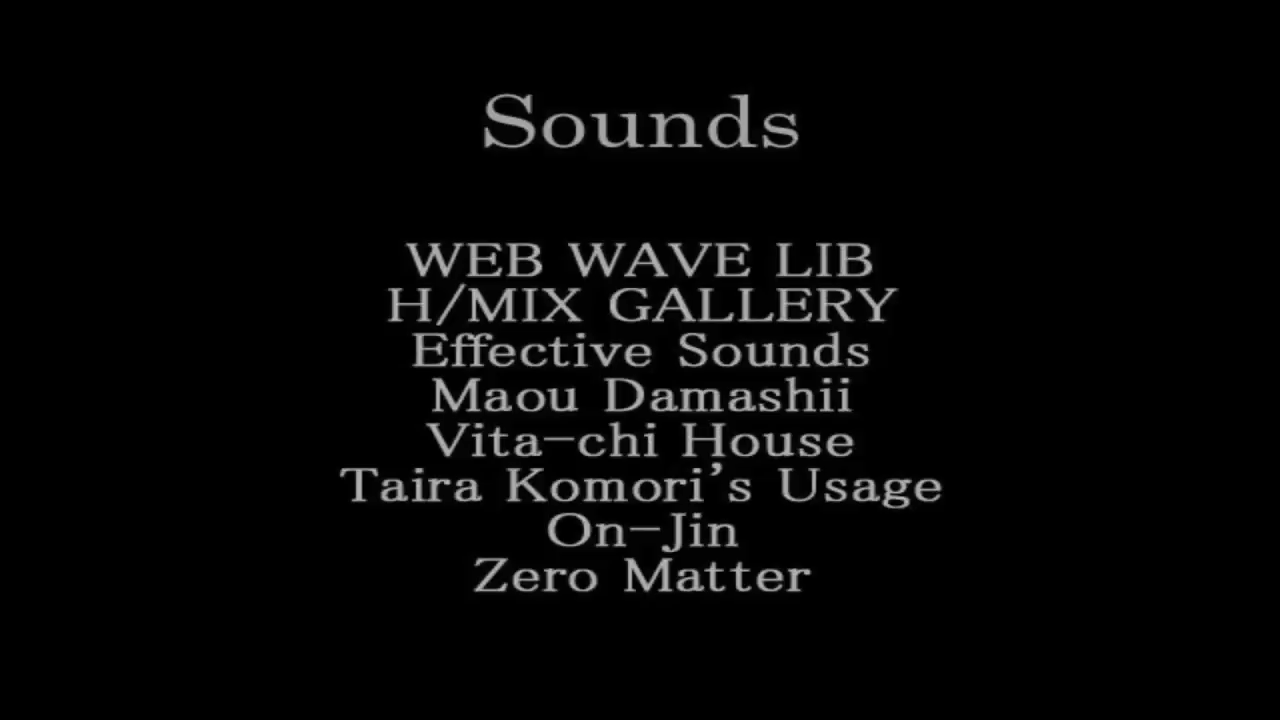 Sounds
WEB WAVE LIB
H/MIX GALLERY
Effective Sounds
Maou Damashii
Vita-chi House
Taira Komori's Usage
On-Jin
Zero Matter